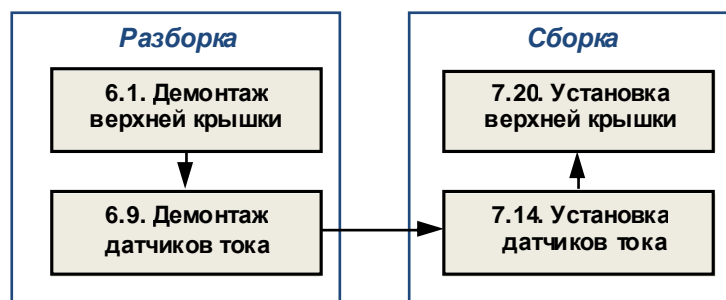 Разборка
6.1. Демонтаж
верхней крышки
6.9. Демонтаж
датчиков тока
Сборка
7.20. Установка
верхней крышки
7.14. Установка
датчиков тока